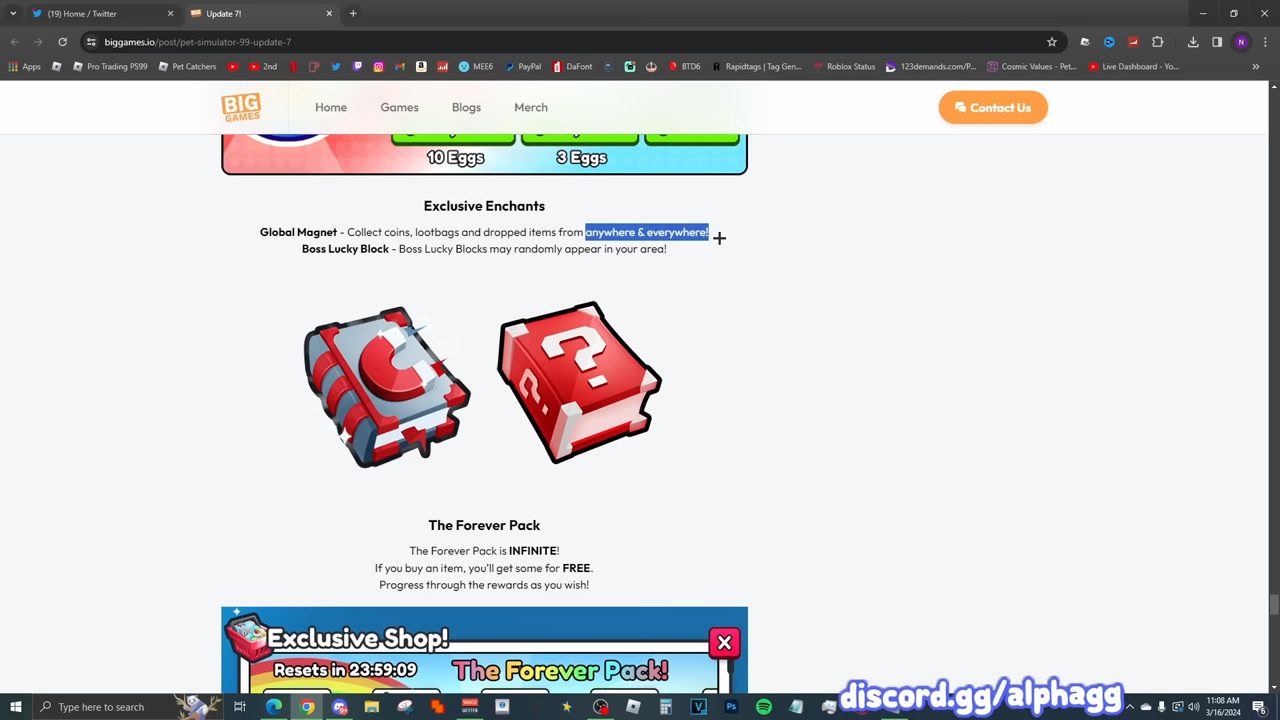 (14) Home / Twitter
Update 7!
biggames.io/post/pet-simulator-99-update-7
N
Apps
Pro Trading PS99
Pet Catchers
2nd
MEE6
PayPal
DaFont
BTD6
Rapidtags | Tag Gen...
Roblox Status
123demands.com/P...
Cosmic Values - Pet...
Live Dashboard - Yo...
BIG
GAMES
Home
Games
Blogs
Merch
Contact Us
10 Eggs
3 Eggs
Exclusive Enchants
Global Magnet - Collect coins, lootbags and dropped items from anywhere & everywhere!
Boss Lucky Block - Boss Lucky Blocks may randomly appear in your area!
?
?
The Forever Pack
The Forever Pack is INFINITE!
If you buy an item, you'll get some for FREE.
Progress through the rewards as you wish!
Exclusive Shop!
Resets in 23:59:09
The Forever Pack!
Type here to search
discord.gg/alphagg
11:08 AM
3/16/2024